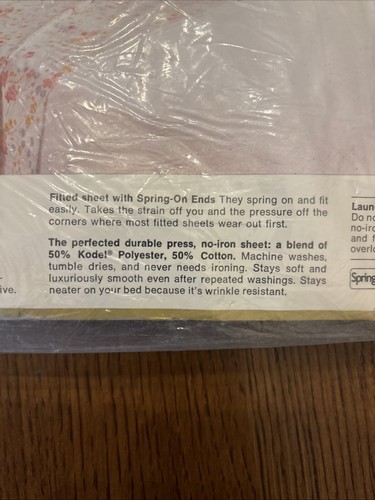 Fitted sheet with Spring-On Ends They spring on and fit
easily. Takes the strain off you and the pressure off the
corners where most fitted sheets wear out first.
The perfected durable press, no-iron sheet: a blend of
50% Kodel® Polyester, 50% Cotton. Machine washes,
tumble dries, and never needs ironing. Stays soft and
luxuriously smooth even after repeated washings. Stays
neater on your bed because it's wrinkle resistant.
-
ive.
Laun
Do no
no-iro
and f
overlo
Spring